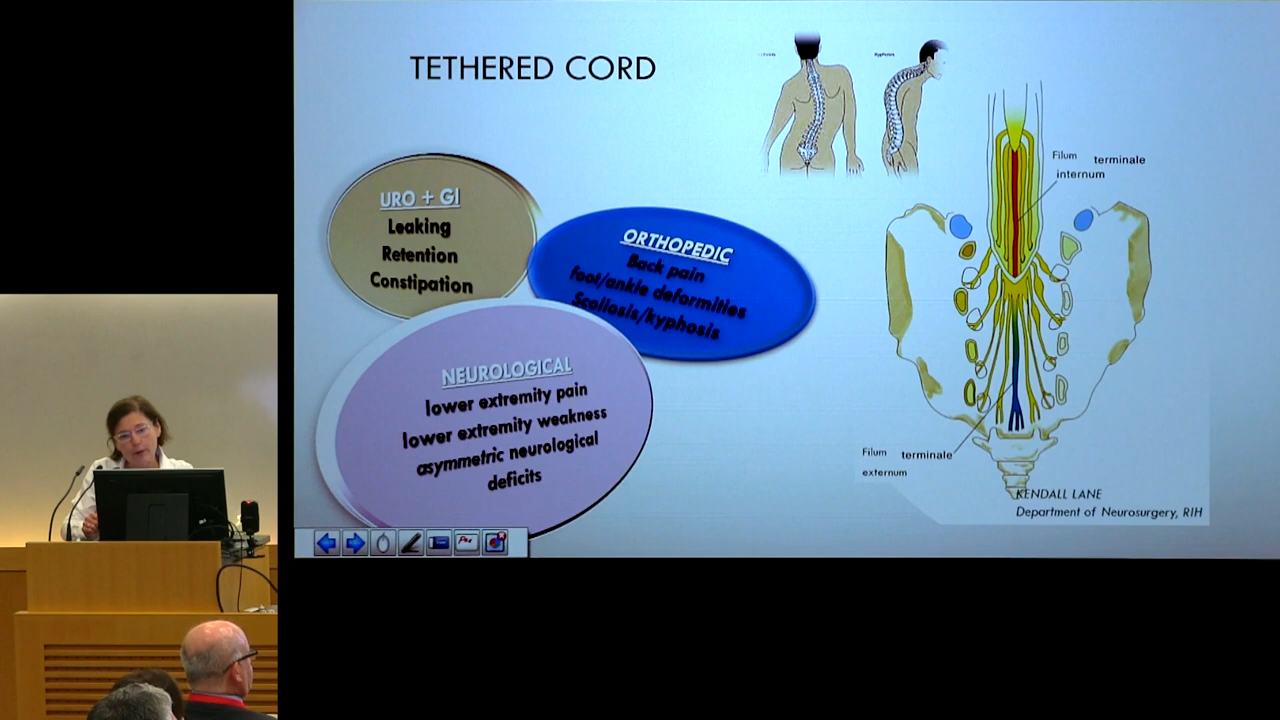 TETHERED CORD
Kyphosis
URO + GI
Leaking
Retention
Constipation
ORTHOPEDIC
Back pain
foot/ankle deformities
Scoliosis/kyphosis
NEUROLOGICAL
lower extremity pain
lower extremity weakness
asymmetric neurological
deficits
Filum terminale
internum
Filum terminale
externum
KENDALL LANE
Department of Neurosurgery, RIH